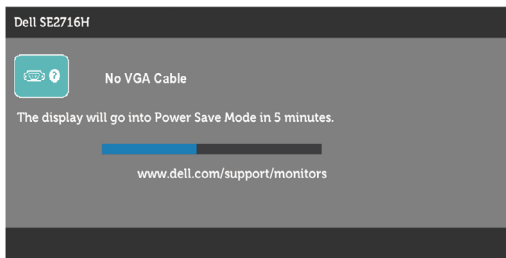 Dell SE2716H
No VGA Cable
The display will go into Power Save Mode in 5 minutes.
www.dell.com/support/monitors